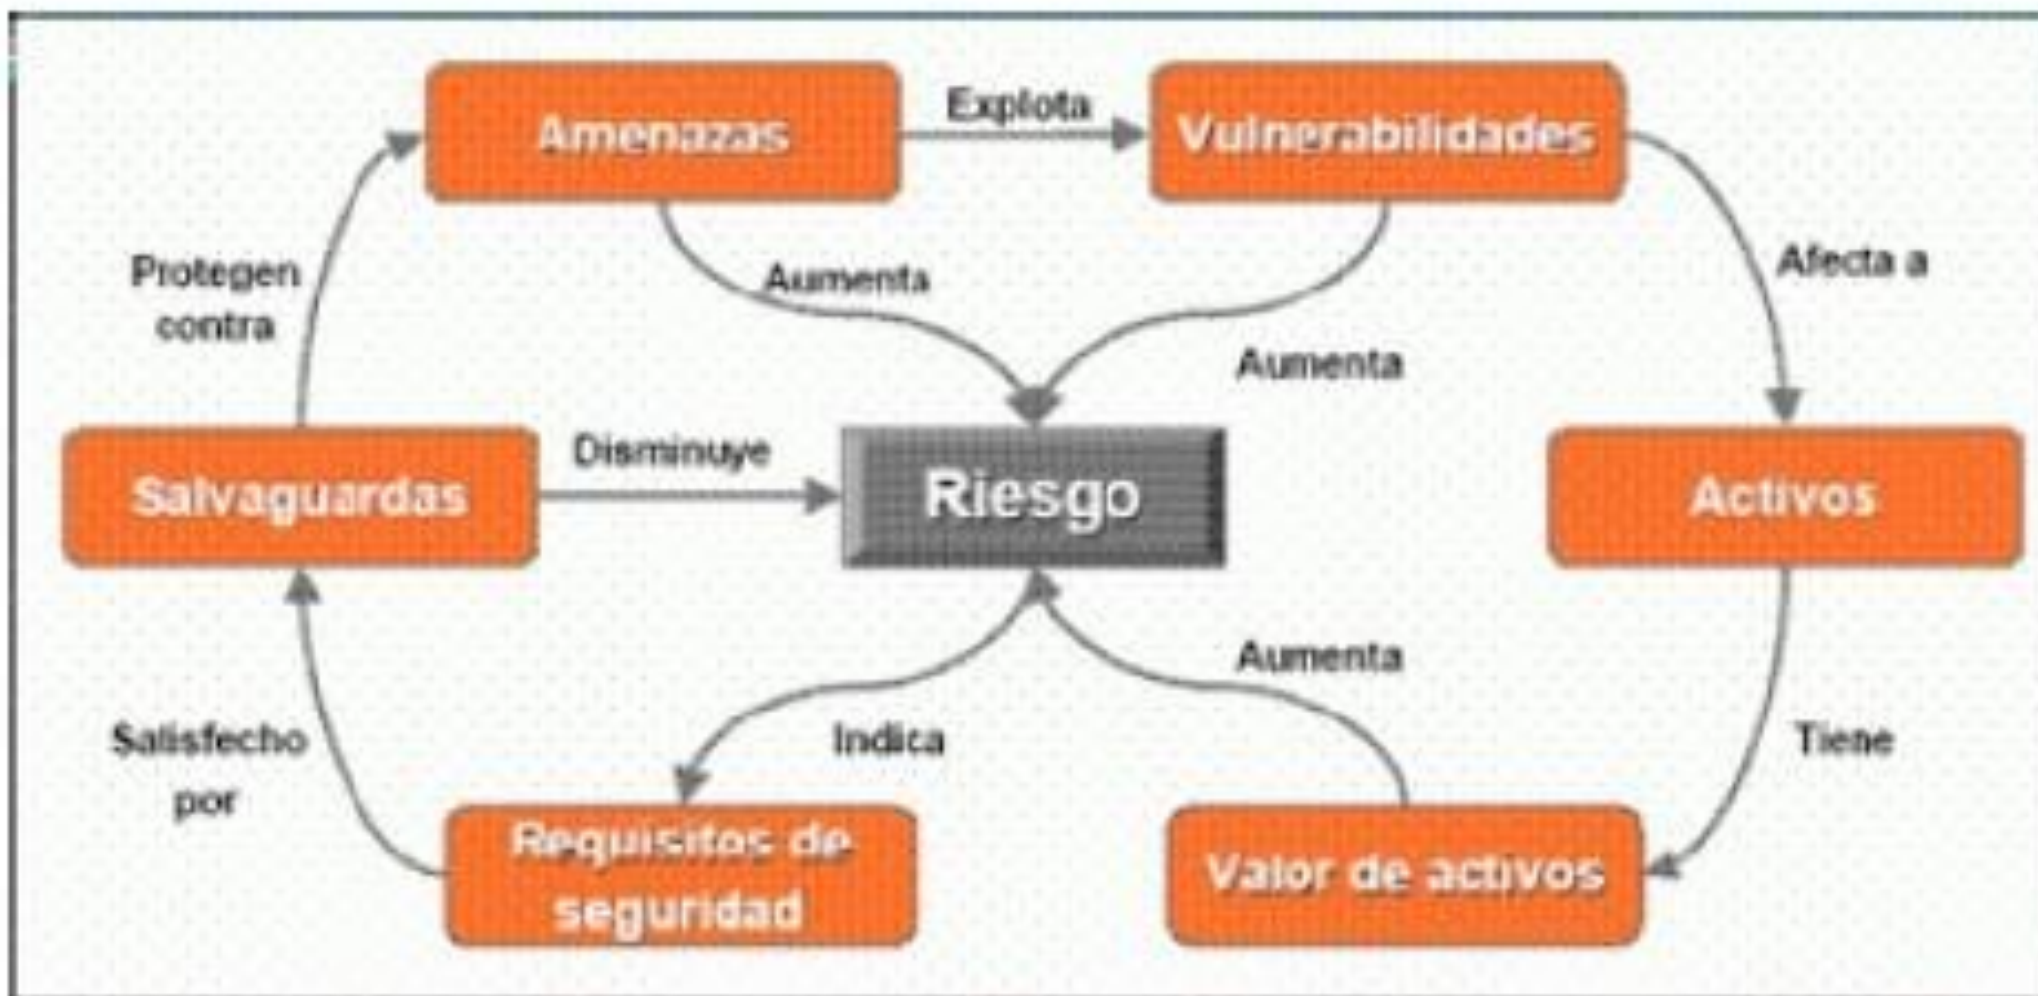 Amenazas
Explota
Vulnerabilidades
Protegen
contra
Aumenta
Afecta a
Aumenta
Salvaguardas
Disminuye
Riesgo
Activos
Satisfecho
por
Indica
Aumenta
Tiene
Requisitos de
seguridad
Valor de activos